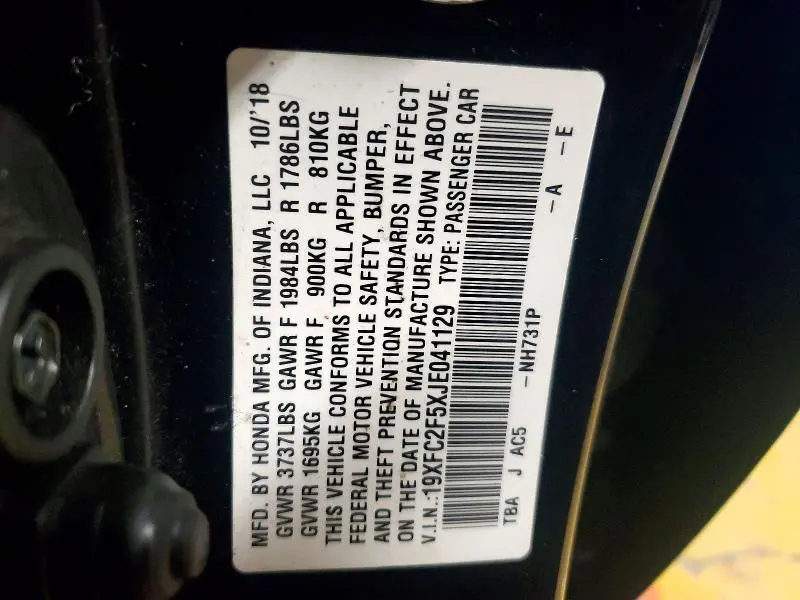 MFD. BY HONDA MFG. OF INDIANA, LLC 10/'18
GVWR 3737LBS GAWR F 1984LBS R 1786LBS
GVWR 1695KG GAWR F 900KG R 810KG
THIS VEHICLE CONFORMS TO ALL APPLICABLE
FEDERAL MOTOR VEHICLE SAFETY, BUMPER,
AND THEFT PREVENTION STANDARDS IN EFFECT
ON THE DATE OF MANUFACTURE SHOWN ABOVE.
V.I.N.:19XFC2F5XJE041129 TYPE: PASSENGER CAR
TBA J AC5 -NH731P -A -E